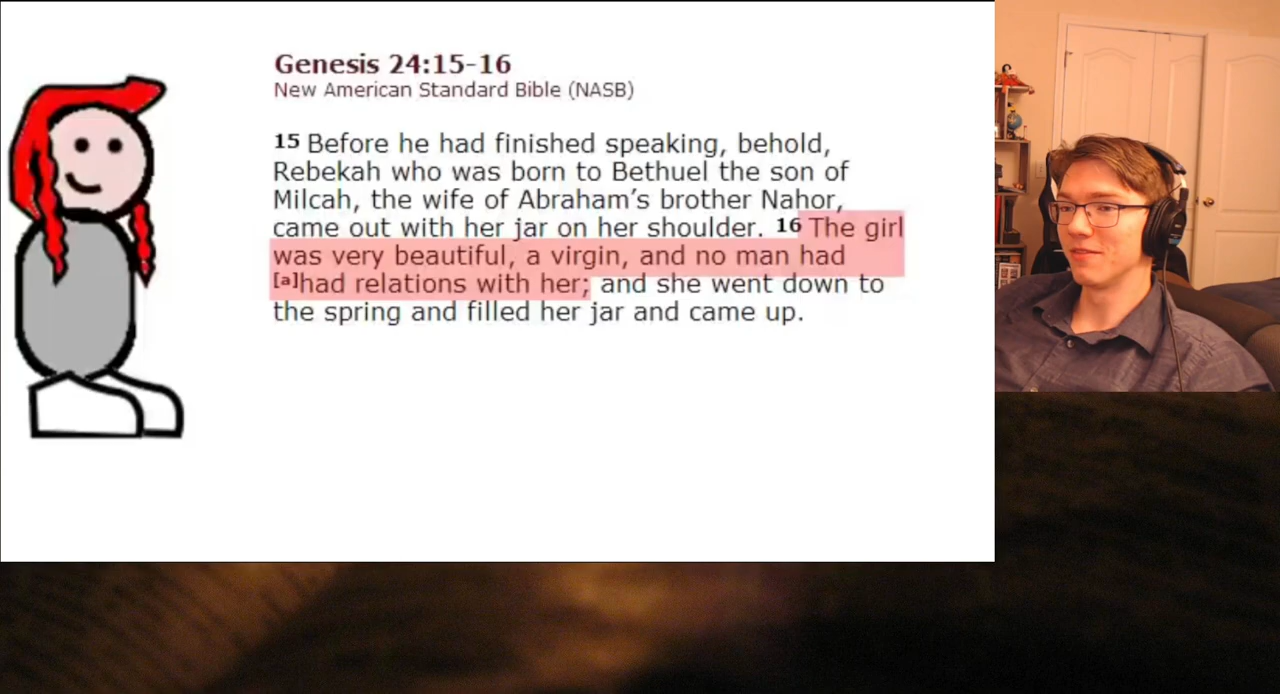 Genesis 24:15-16
New American Standard Bible (NASB)
15 Before he had finished speaking, behold,
Rebekah who was born to Bethuel the son of
Milcah, the wife of Abraham’s brother Nahor,
came out with her jar on her shoulder. 16 The girl
was very beautiful, a virgin, and no man had
[a]had relations with her; and she went down to
the spring and filled her jar and came up.